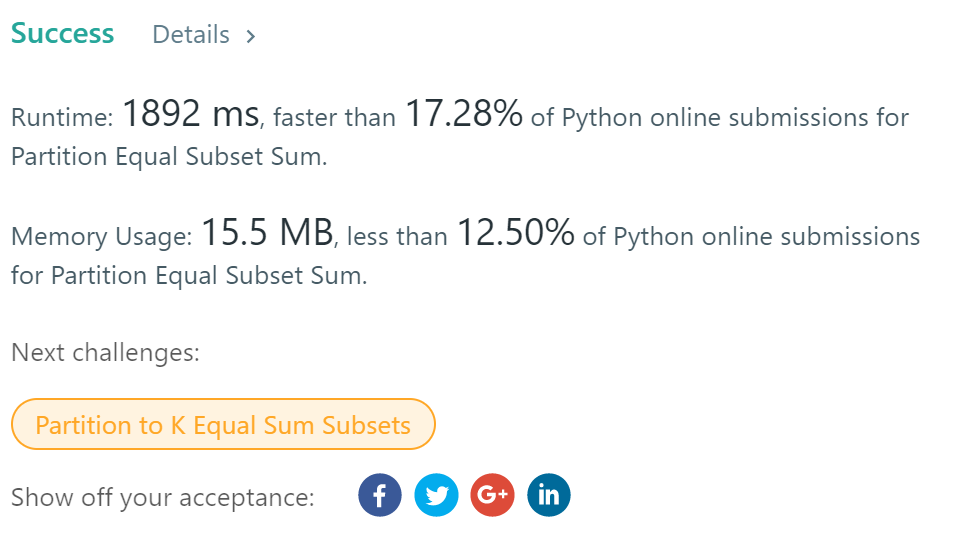 Success Details >
Runtime: 1892 ms, faster than 17.28% of Python online submissions for
Partition Equal Subset Sum.
Memory Usage: 15.5 MB, less than 12.50% of Python online submissions
for Partition Equal Subset Sum.
Next challenges:
Partition to K Equal Sum Subsets
Show off your acceptance: f G+ in